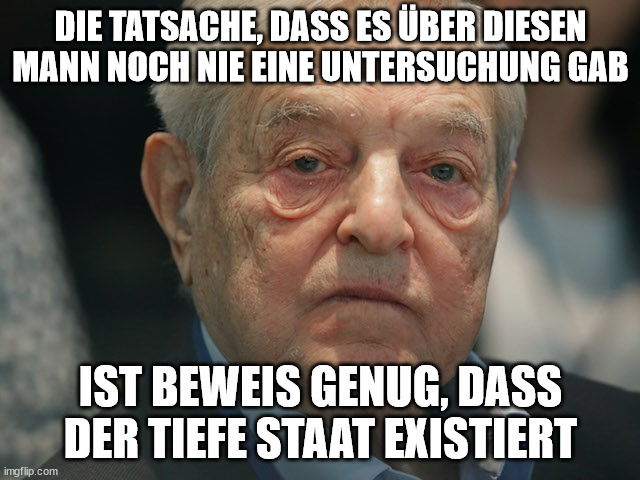 DIE TATSACHE, DASS ES ÜBER DIESEN
MANN NOCH NIE EINE UNTERSUCHUNG GAB
IST BEWEIS GENUG, DASS
DER TIEFE STAAT EXISTIERT
imgflip.com